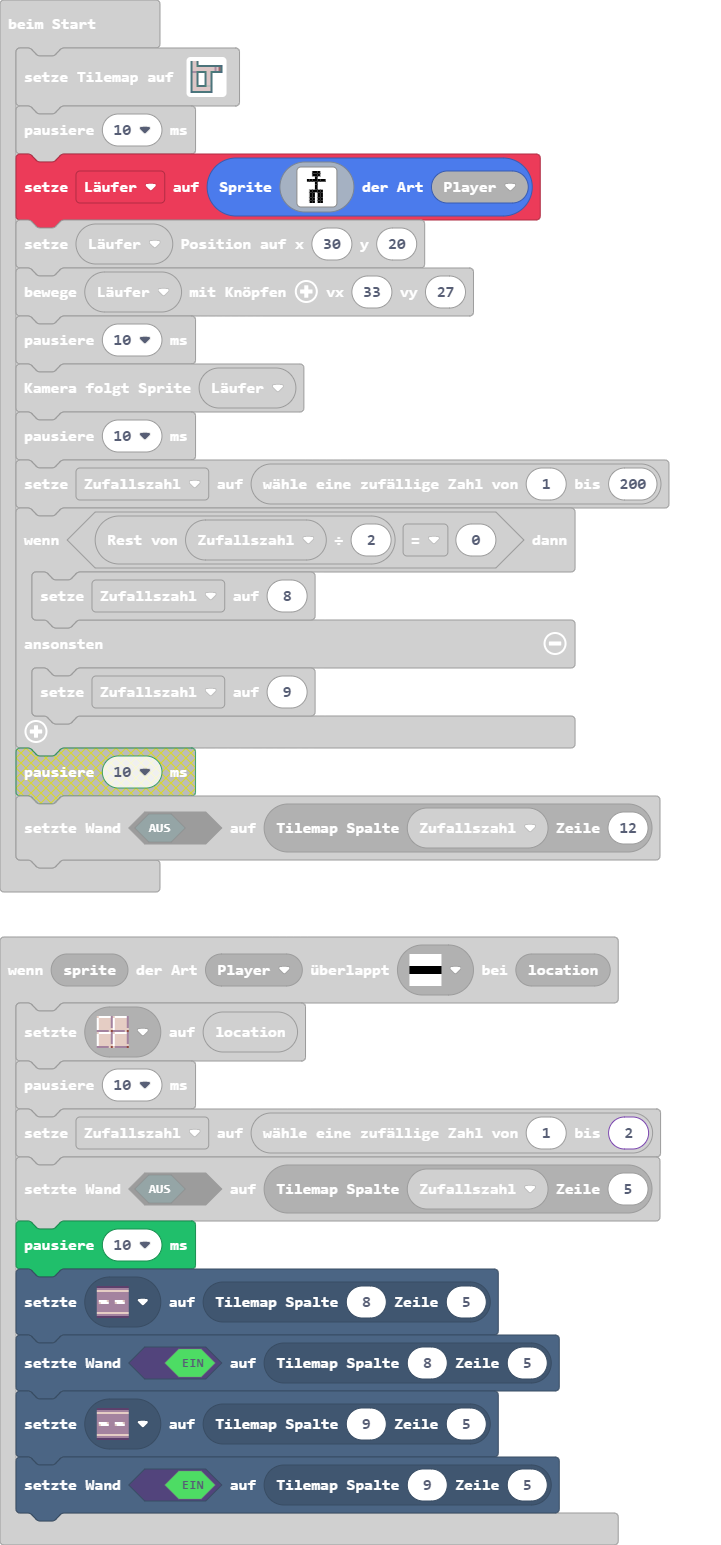 beim Start
setze Tilemap auf
pausiere 10 ms
setze Läufer auf Sprite der Art Player
setze Läufer Position auf x 30 y 20
bewege Läufer mit Knöpfen vx 33 vy 27
pausiere 10 ms
Kamera folgt Sprite Läufer
pausiere 10 ms
setze Zufallszahl auf wähle eine zufällige Zahl von 1 bis 200
wenn Rest von Zufallszahl ÷ 2 = 0 dann
setze Zufallszahl auf 8
ansonsten
setze Zufallszahl auf 9
pausiere 10 ms
setzte Wand AUS auf Tilemap Spalte Zufallszahl Zeile 12
wenn sprite der Art Player überlappt bei location
setzte auf location
pausiere 10 ms
setze Zufallszahl auf wähle eine zufällige Zahl von 1 bis 2
setzte Wand AUS auf Tilemap Spalte Zufallszahl Zeile 5
pausiere 10 ms
setzte auf Tilemap Spalte 8 Zeile 5
setzte Wand EIN auf Tilemap Spalte 8 Zeile 5
setzte auf Tilemap Spalte 9 Zeile 5
setzte Wand EIN auf Tilemap Spalte 9 Zeile 5